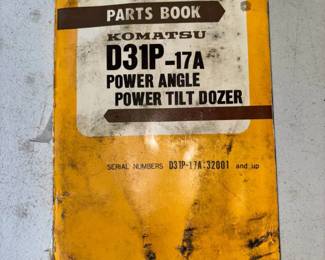 PARTS BOOK
KOMATSU
D31P-17A
POWER ANGLE
POWER TILT DOZER
SERIAL NUMBERS D31P-17A-32001 and up